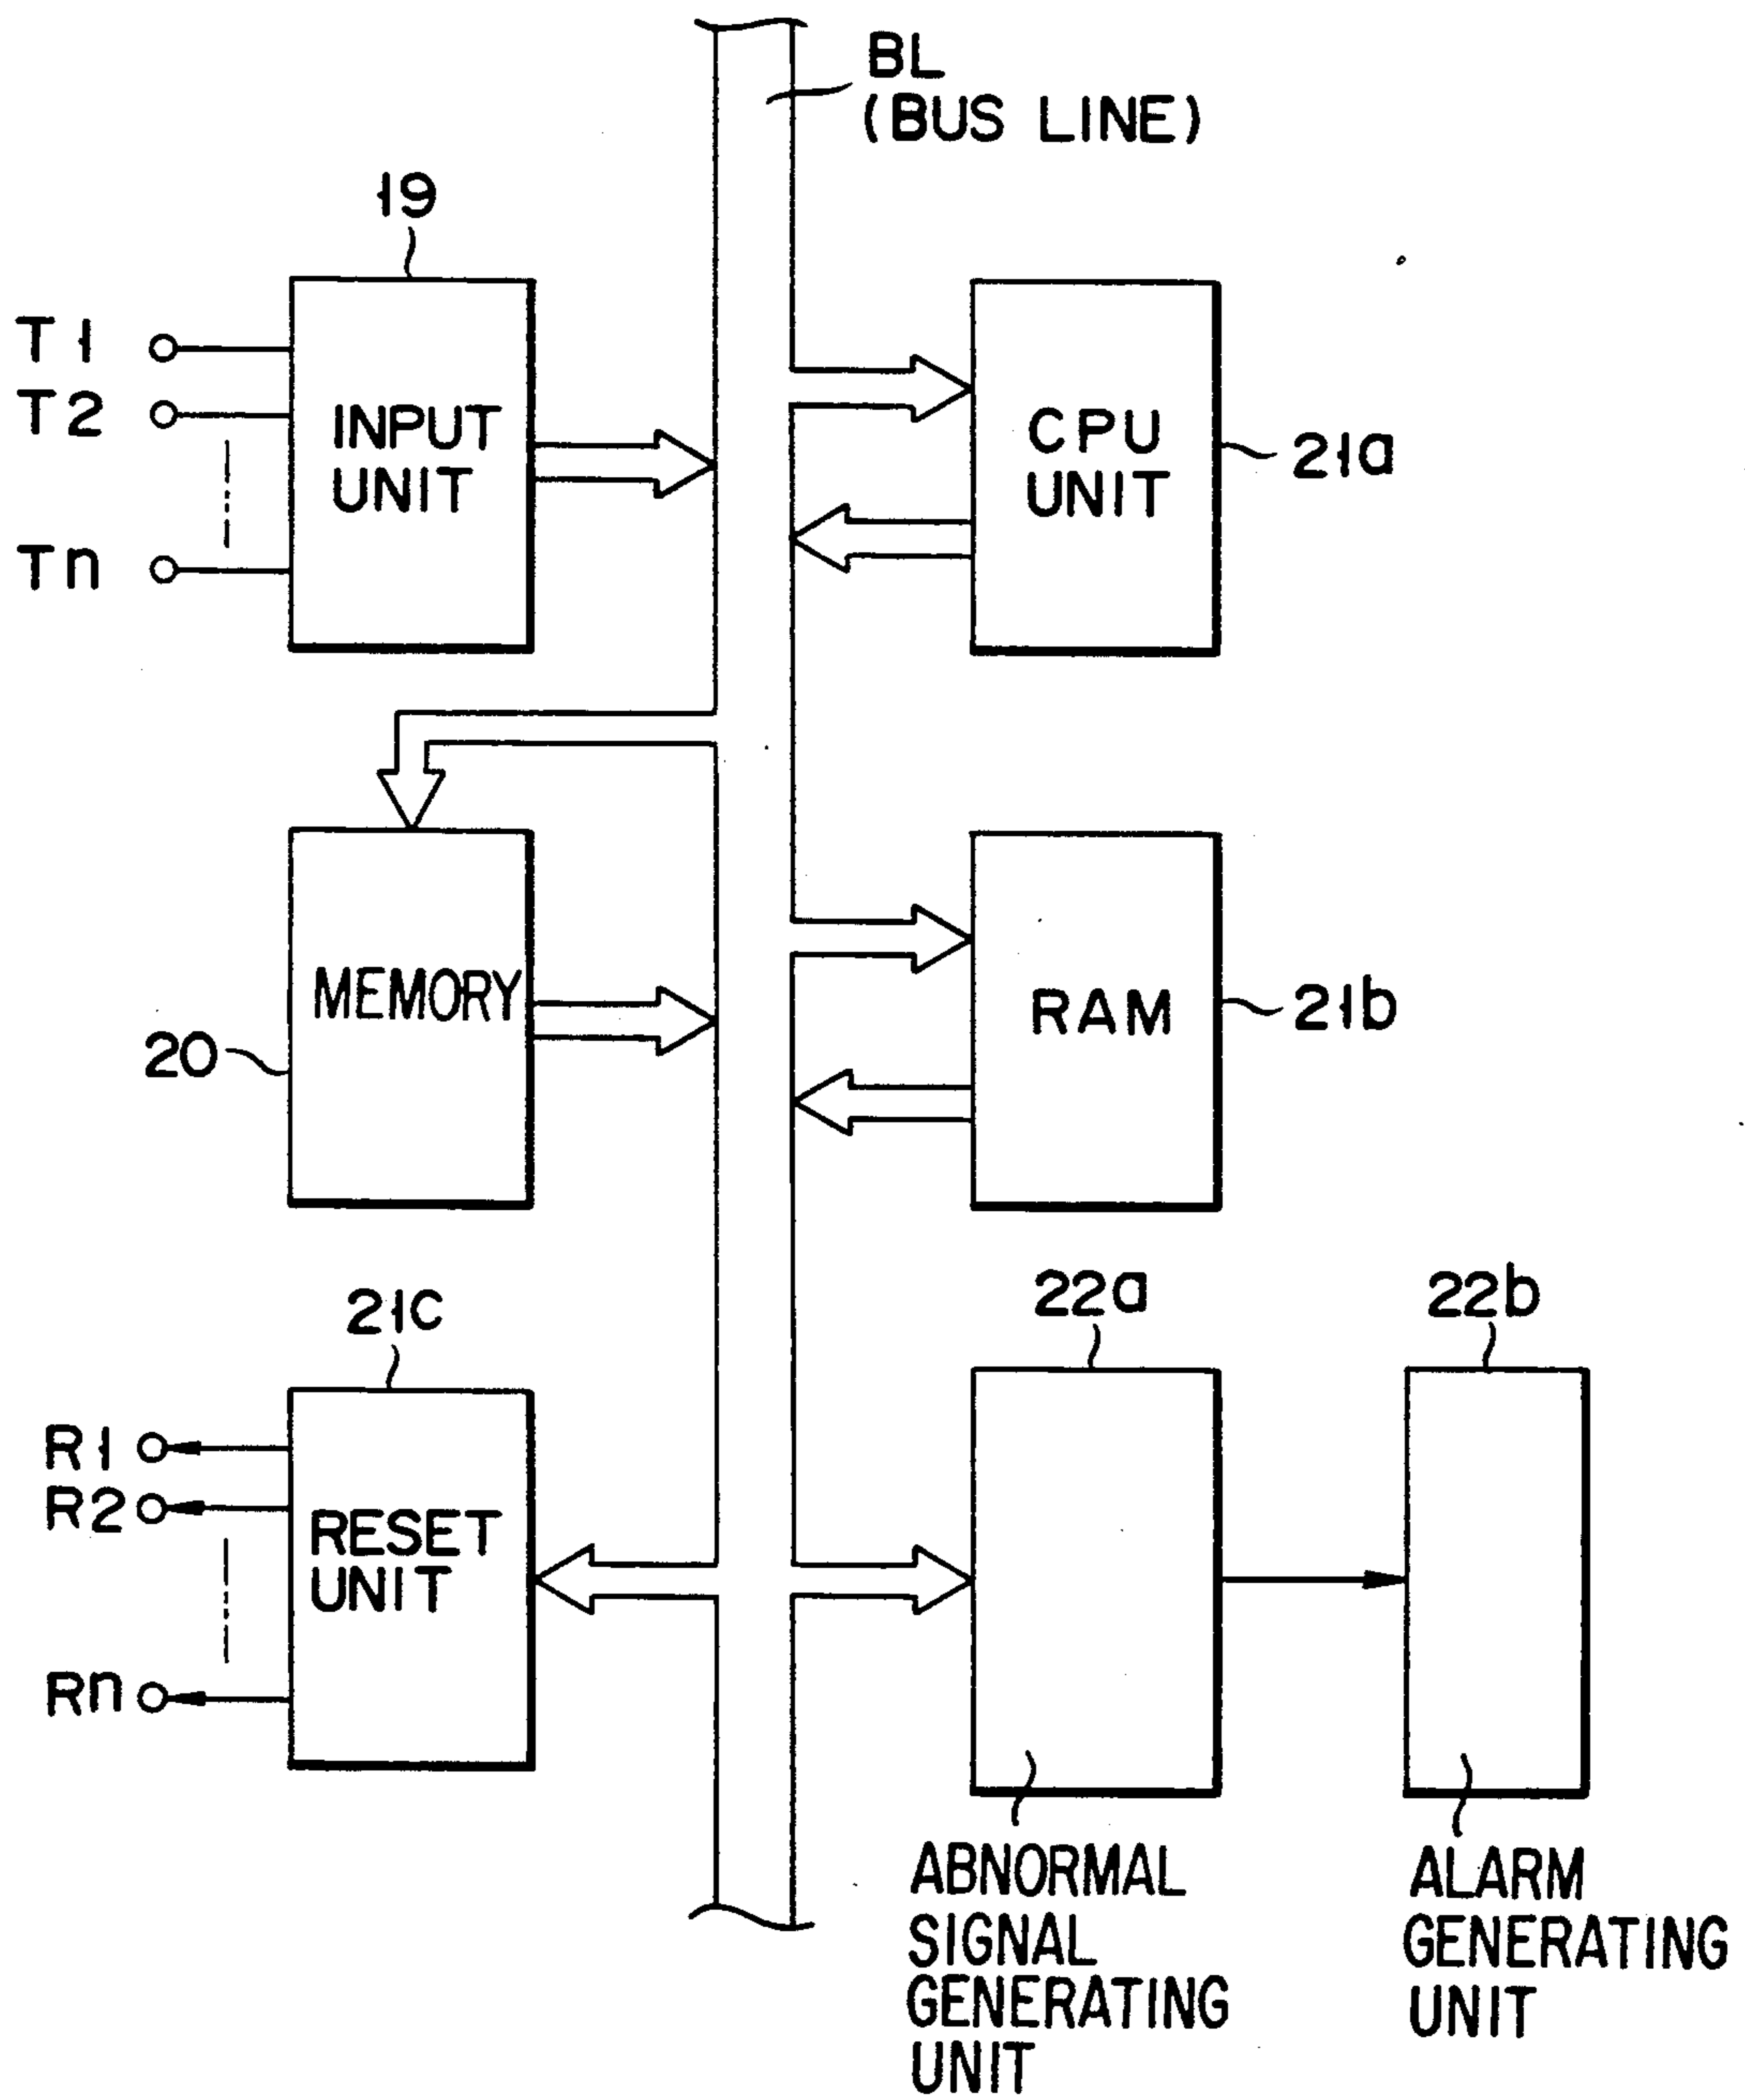 BL
(BUS LINE)
19
T1
T2
Tn
INPUT
UNIT
CPU
UNIT
21a
MEMORY
20
RAM
21b
21c
R1
R2
Rn
RESET
UNIT
22a
22b
ABNORMAL
SIGNAL
GENERATING
UNIT
ALARM
GENERATING
UNIT